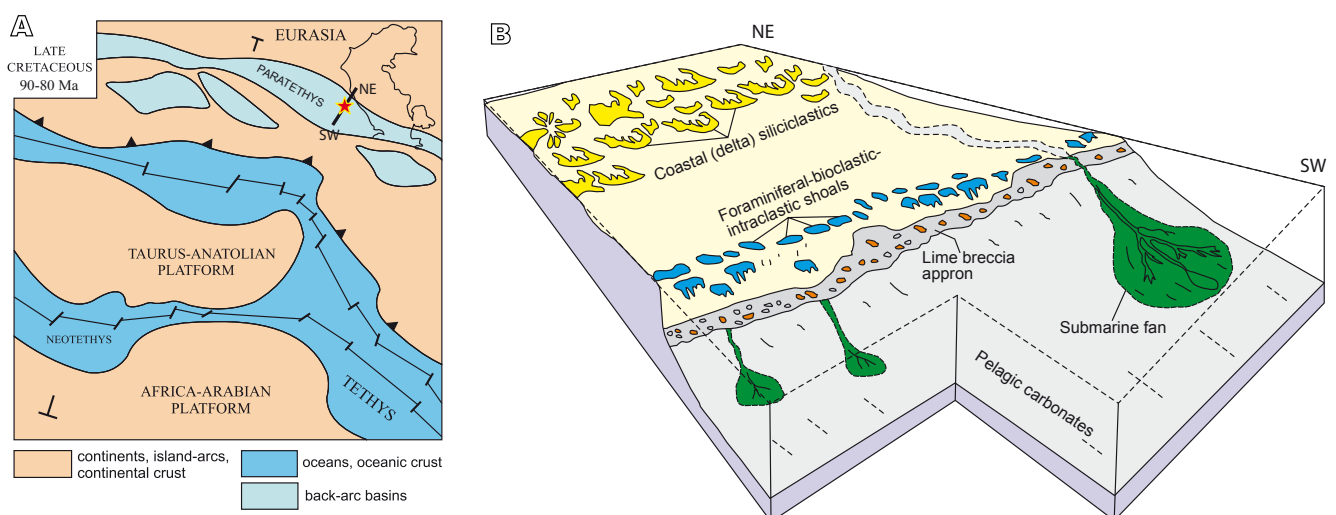 A
LATE
CRETACEOUS
90-80 Ma
EURASIA
PARATETHYS
NE
SW
TAURUS-ANATOLIAN
PLATFORM
NEOTETHYS
AFRICA-ARABIAN
PLATFORM
TETHYS
continents, island-arcs,
continental crust
oceans, oceanic crust
back-arc basins
B
NE
SW
Coastal (delta) siliciclastics
Foraminiferal-bioclastic-
intraclastic shoals
Lime breccia
appron
Submarine fan
Pelagic carbonates